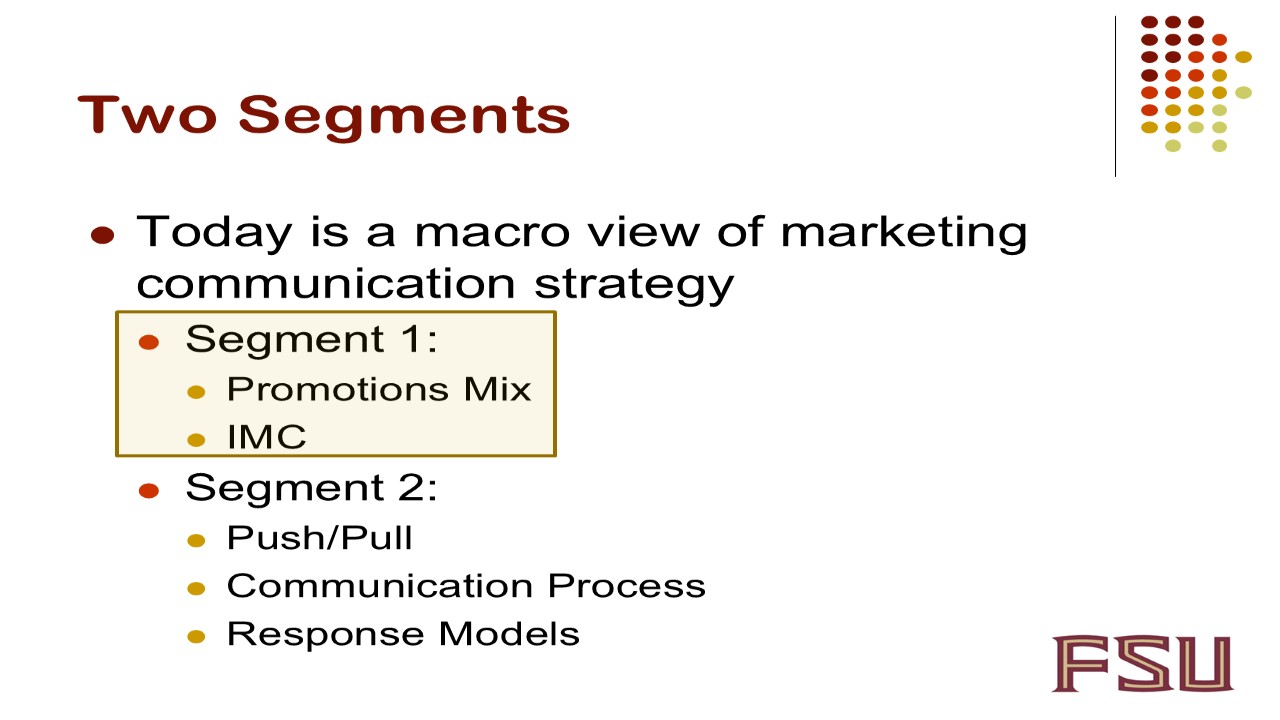 Two Segments
Today is a macro view of marketing
communication strategy
Segment 1:
Promotions Mix
IMC
Segment 2:
Push/Pull
Communication Process
Response Models
FSU